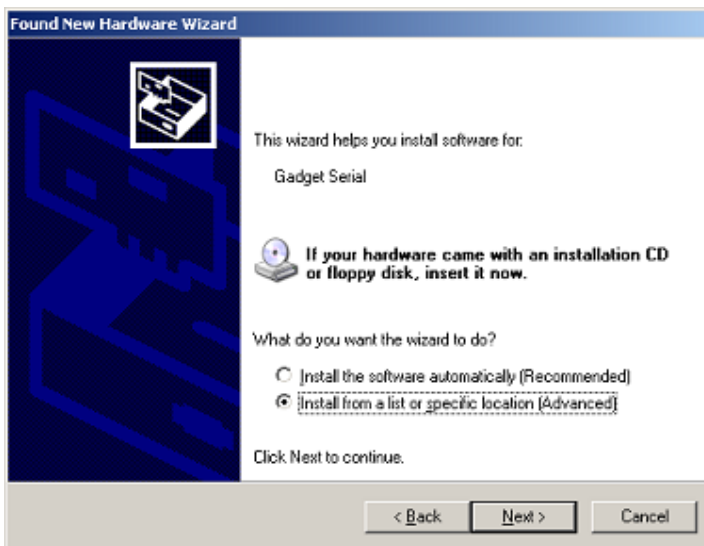 Found New Hardware Wizard
This wizard helps you install software for:
Gadget Serial
If your hardware came with an installation CD
or floppy disk, insert it now.
What do you want the wizard to do?
Install the software automatically (Recommended)
Install from a list or specific location (Advanced)
Click Next to continue.
< Back Next > Cancel